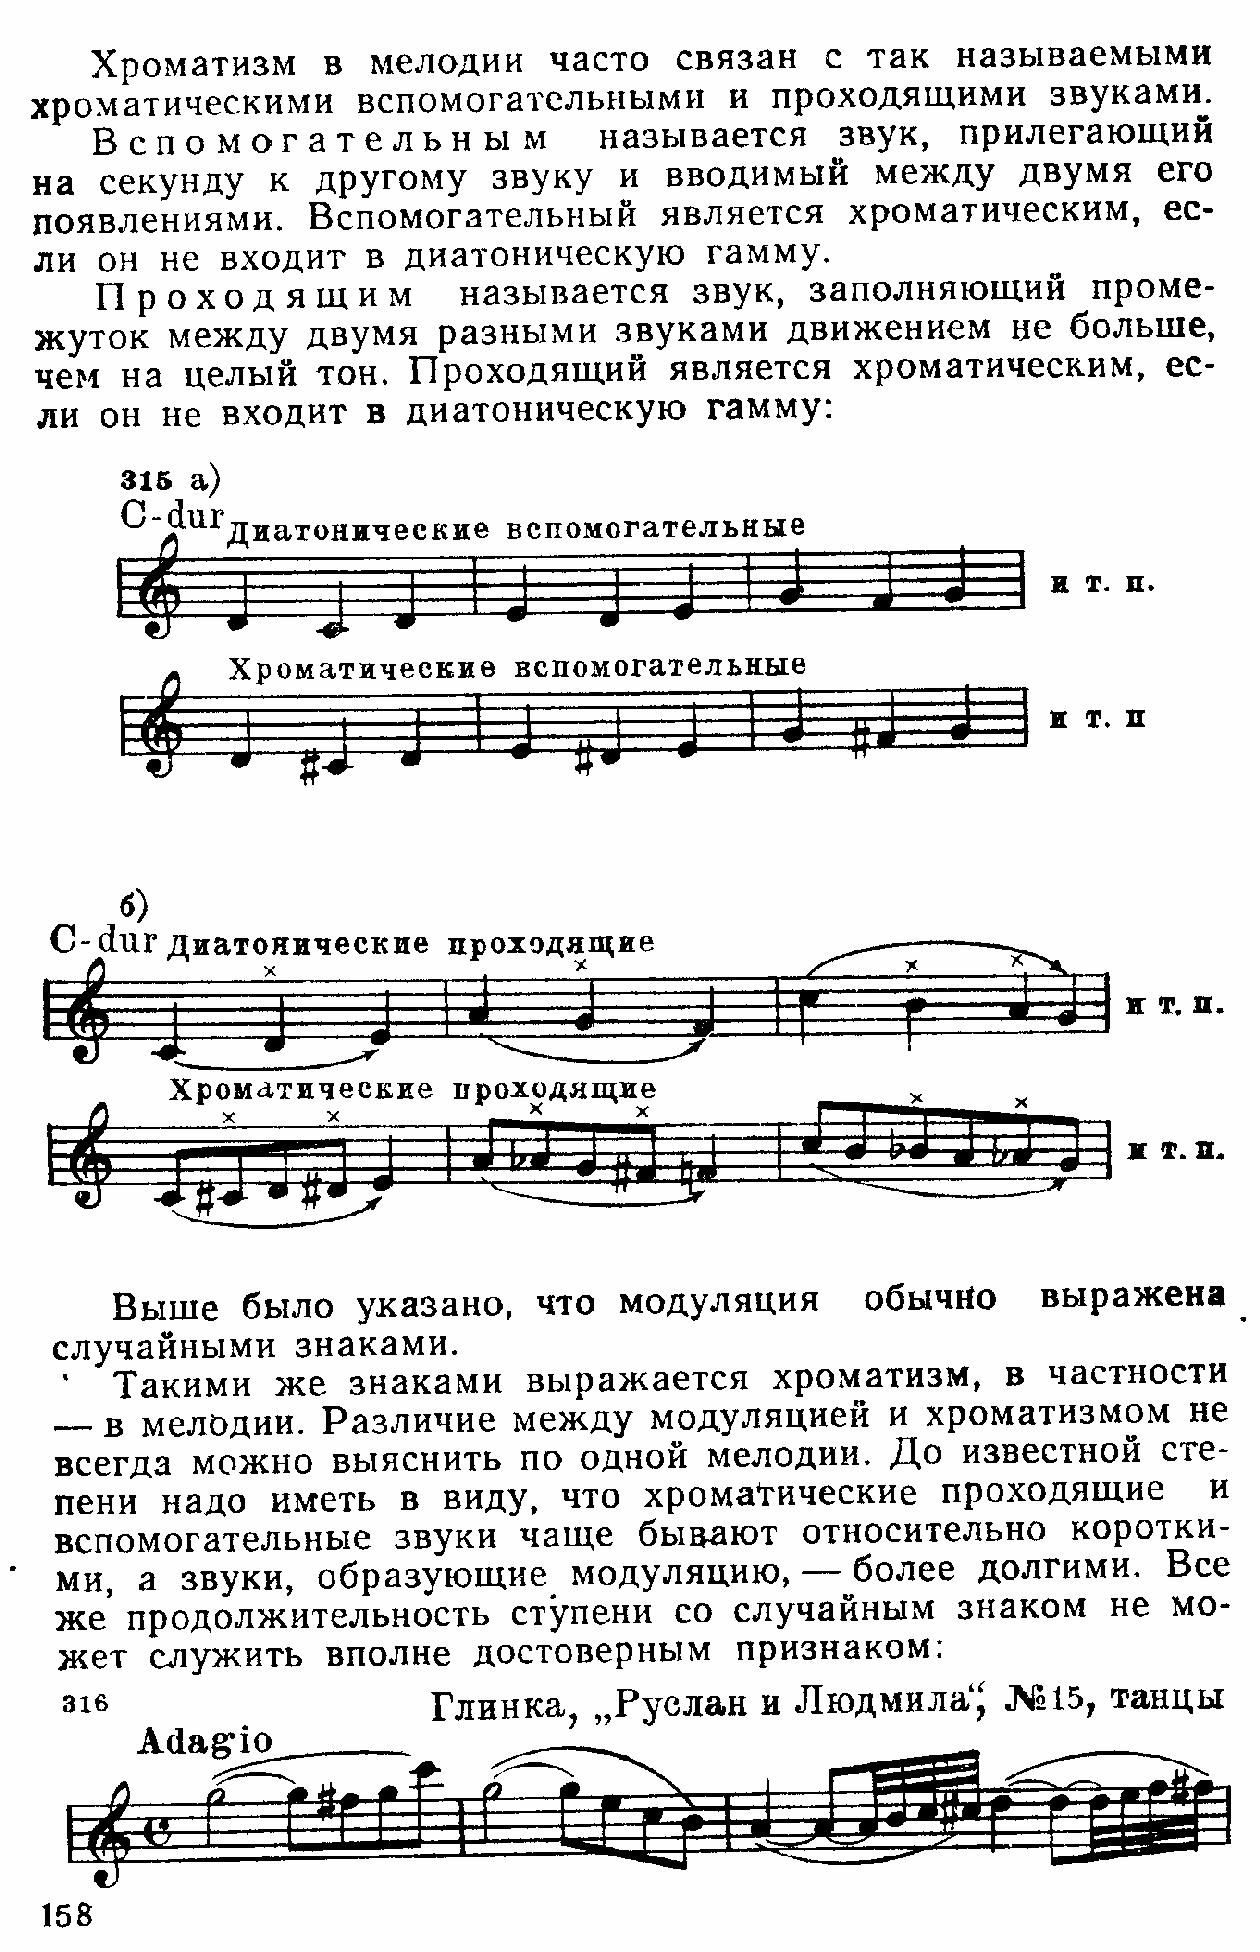 Хроматизм в мелодии часто связан с так называемыми
хроматическими вспомогательными и проходящими звуками.
Вспомогательным называется звук, прилегающий
на секунду к другому звуку и вводимый между двумя его
появлениями. Вспомогательный является хроматическим, ес-
ли он не входит в диатоническую гамму.
Проходящим называется звук, заполняющий проме-
жуток между двумя разными звуками движением не больше,
чем на целый тон. Проходящий является хроматическим, ес-
ли он не входит в диатоническую гамму:
315 а)
C-dur Диатонические вспомогательные
и т. п.
Хроматические вспомогательные
и т. п
б)
C-dur Диатонические проходящие
и т. п.
Хроматические проходящие
и т. п.
Выше было указано, что модуляция обычно выражена
случайными знаками.
Такими же знаками выражается хроматизм, в частности
— в мелодии. Различие между модуляцией и хроматизмом не
всегда можно выяснить по одной мелодии. До известной сте-
пени надо иметь в виду, что хроматические проходящие и
вспомогательные звуки чаще бывают относительно коротки-
ми, а звуки, образующие модуляцию, — более долгими. Все
же продолжительность ступени со случайным знаком не мо-
жет служить вполне достоверным признаком:
316 Глинка, „Руслан и Людмила“, №15, танцы
Adagio
158